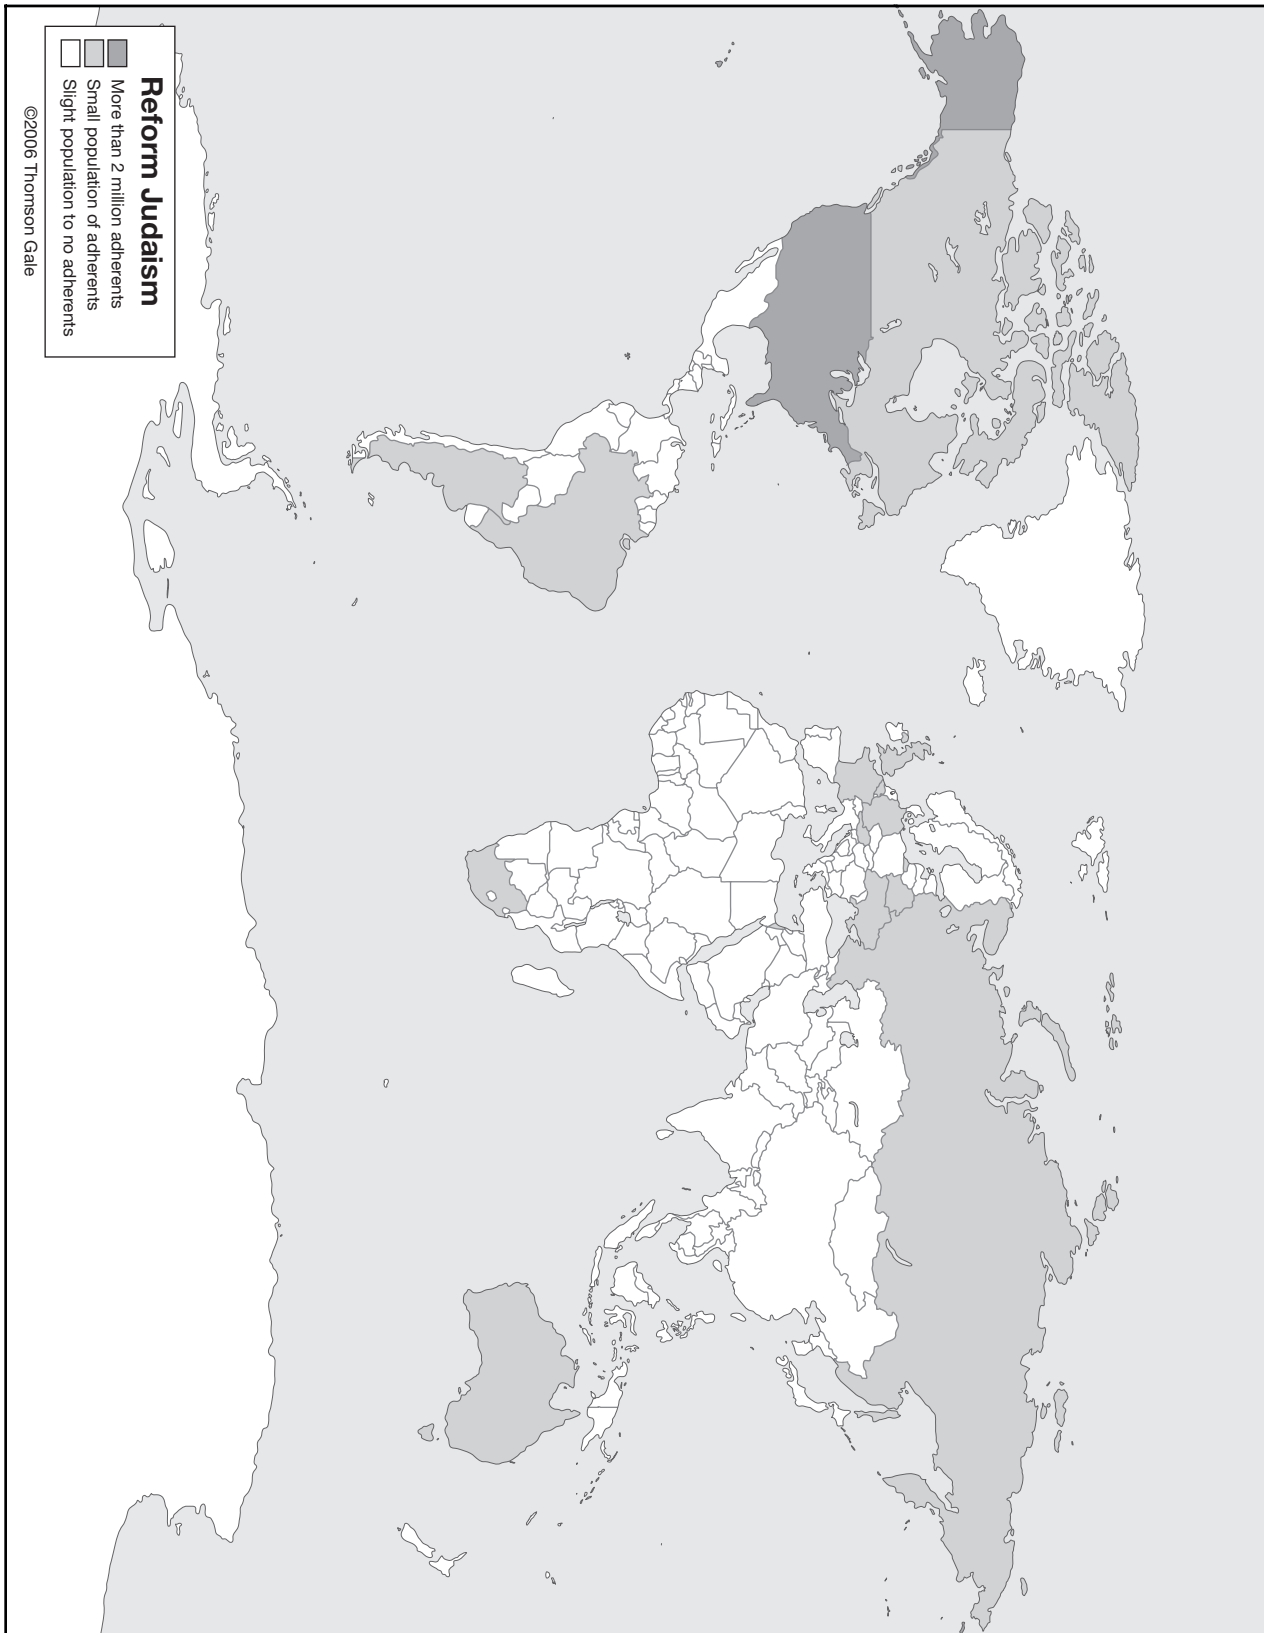 Reform Judaism
More than 2 million adherents
Small population of adherents
Slight population to no adherents
©2006 Thomson Gale